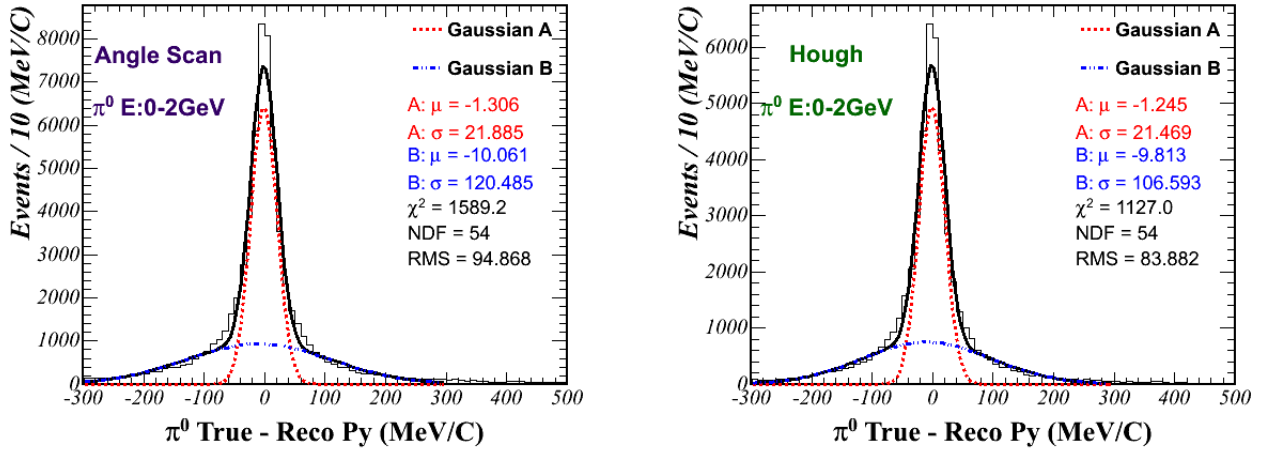 Events / 10 (MeV/C)
8000
7000
6000
5000
4000
3000
2000
1000
0
Angle Scan
π⁰ E:0-2GeV
Gaussian A
Gaussian B
A: μ = -1.306
A: σ = 21.885
B: μ = -10.061
B: σ = 120.485
χ² = 1589.2
NDF = 54
RMS = 94.868
-300 -200 -100 0 100 200 300 400 500
π⁰ True - Reco Py (MeV/C)
Events / 10 (MeV/C)
6000
5000
4000
3000
2000
1000
0
Hough
π⁰ E:0-2GeV
Gaussian A
Gaussian B
A: μ = -1.245
A: σ = 21.469
B: μ = -9.813
B: σ = 106.593
χ² = 1127.0
NDF = 54
RMS = 83.882
-300 -200 -100 0 100 200 300 400 500
π⁰ True - Reco Py (MeV/C)